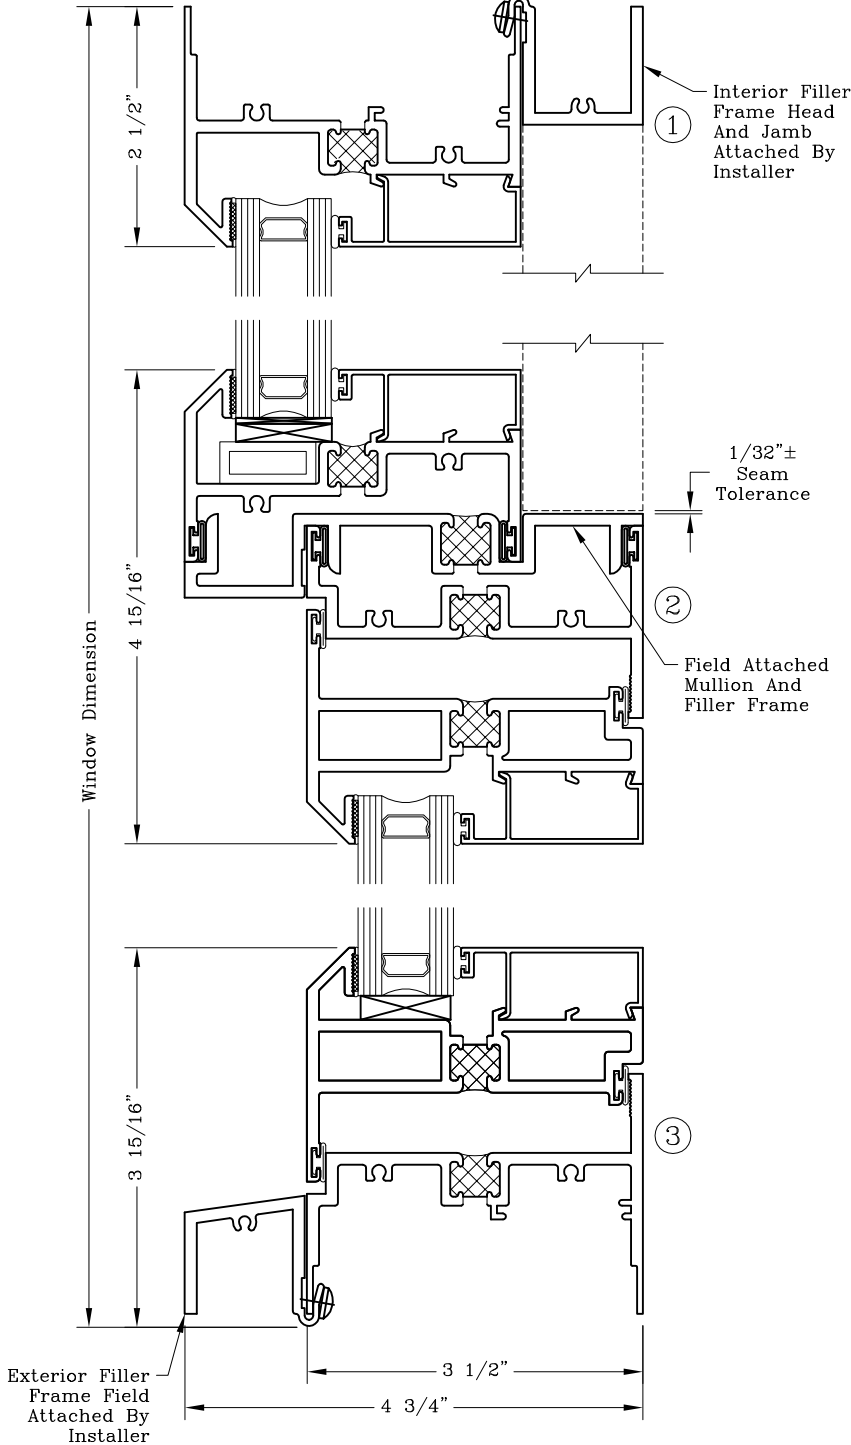 Interior Filler
Frame Head
And Jamb
Attached By
Installer
1
2 1/2”
1/32”±
Seam
Tolerance
4 15/16”
2
Window Dimension
Field Attached
Mullion And
Filler Frame
3 15/16”
3
3 1/2”
4 3/4”
Exterior Filler
Frame Field
Attached By
Installer